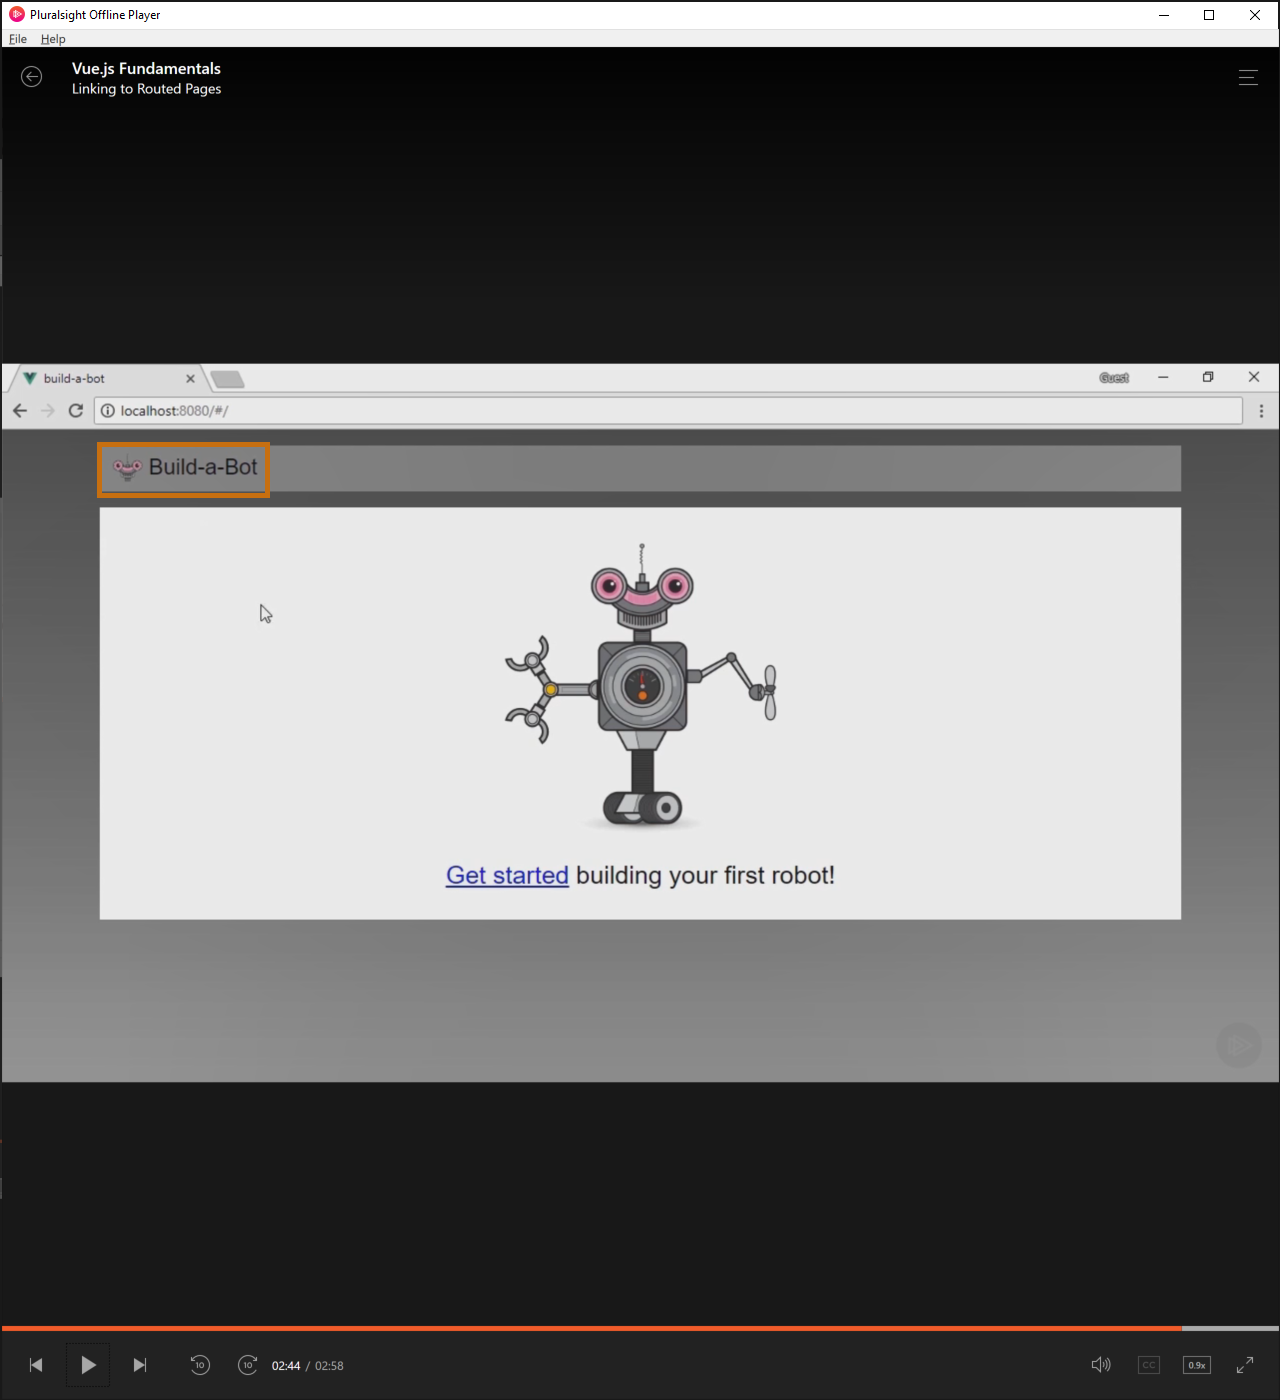 Pluralsight Offline Player
File Help
Vue.js Fundamentals
Linking to Routed Pages
build-a-bot
Guest
localhost:8080/#/
Build-a-Bot
Get started building your first robot!
10 10 02:44 / 02:58 CC 0.9x